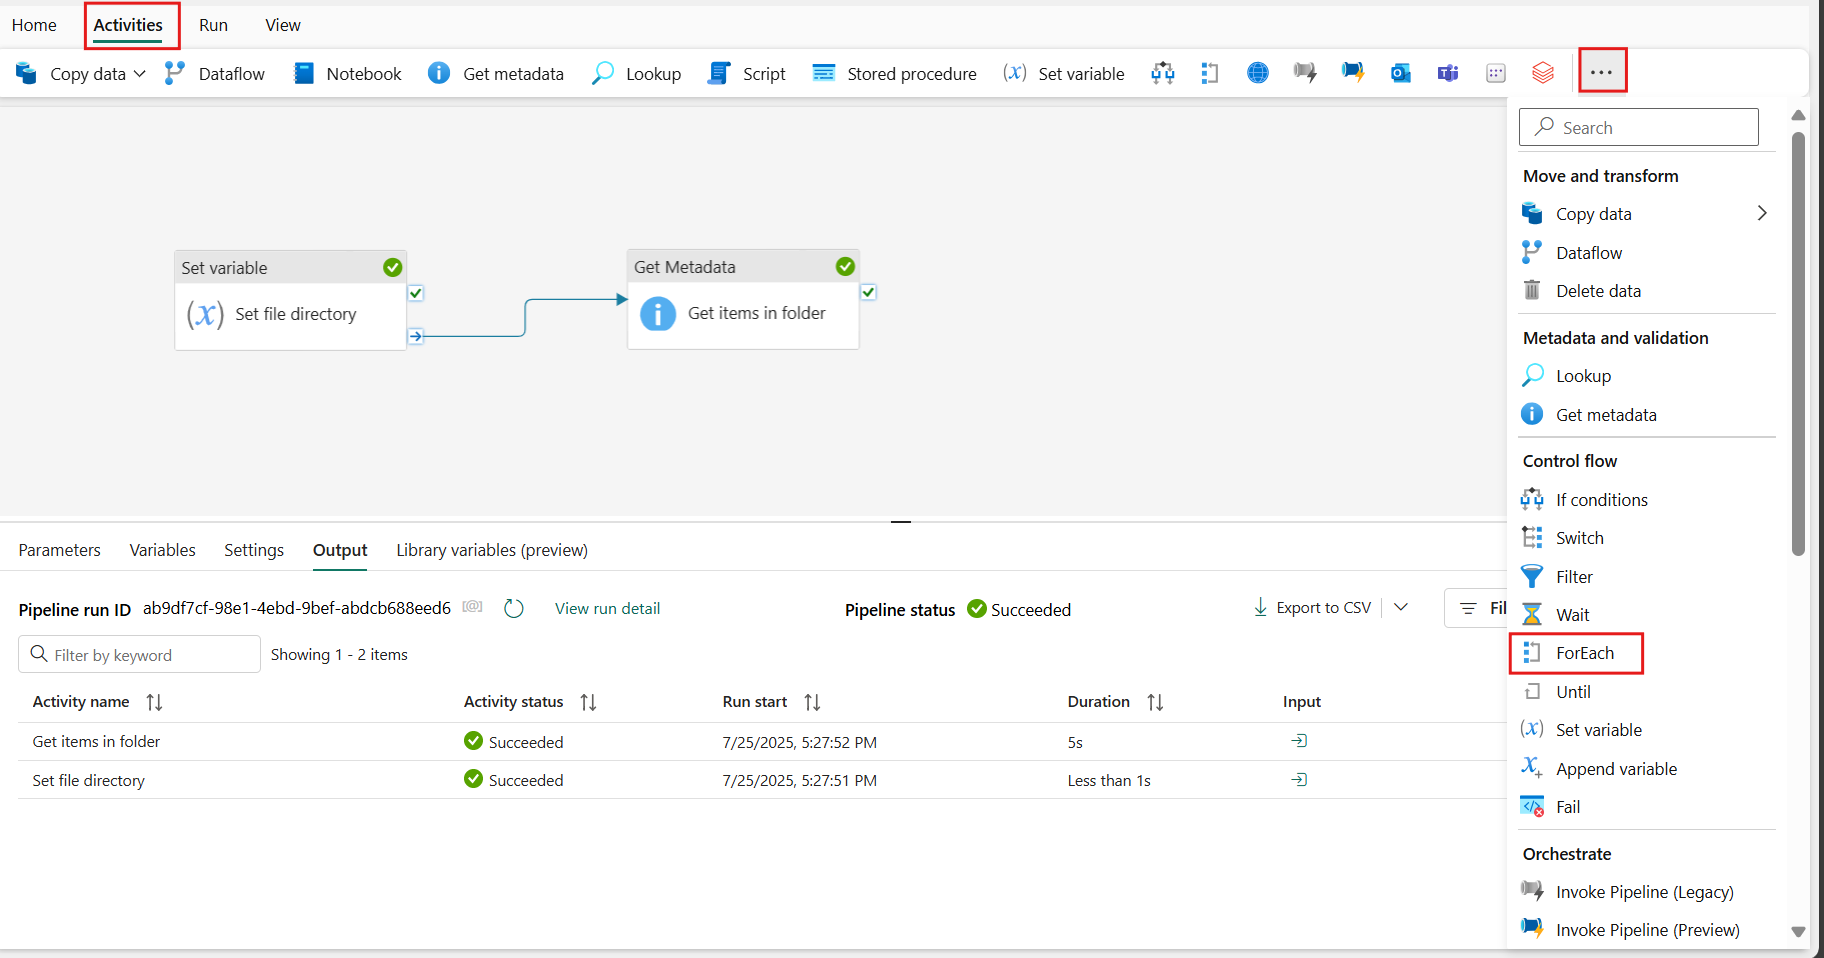 Home Activities Run View
Copy data Dataflow Notebook Get metadata Lookup Script Stored procedure (x) Set variable ...
Search
Move and transform
Copy data
Dataflow
Delete data
Metadata and validation
Lookup
Get metadata
Control flow
If conditions
Switch
Filter
Wait
ForEach
Until
(x) Set variable
Append variable
Fail
Orchestrate
Invoke Pipeline (Legacy)
Invoke Pipeline (Preview)
Set variable
(x) Set file directory
Get Metadata
Get items in folder
Parameters Variables Settings Output Library variables (preview)
Pipeline run ID ab9df7cf-98e1-4ebd-9bef-abdcb688eed6 [@] View run detail Pipeline status Succeeded Export to CSV Fil
Filter by keyword Showing 1 - 2 items
Activity name Activity status Run start Duration Input
Get items in folder Succeeded 7/25/2025, 5:27:52 PM 5s
Set file directory Succeeded 7/25/2025, 5:27:51 PM Less than 1s